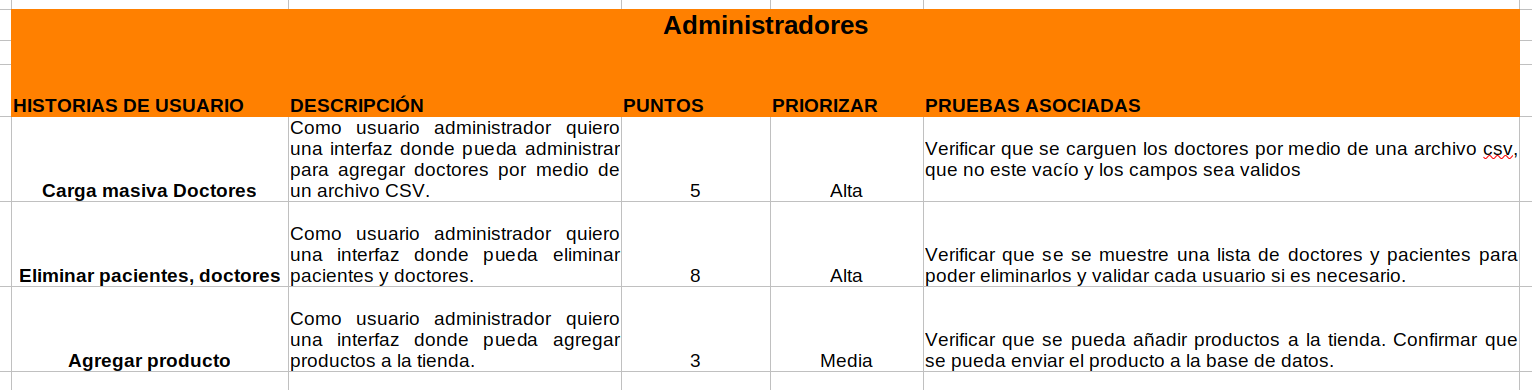 Administradores
HISTORIAS DE USUARIO DESCRIPCIÓN PUNTOS PRIORIZAR PRUEBAS ASOCIADAS
Carga masiva Doctores
Como usuario administrador quiero
una interfaz donde pueda administrar
para agregar doctores por medio de
un archivo CSV.
5
Alta
Verificar que se carguen los doctores por medio de una archivo csv,
que no este vacío y los campos sea validos
Eliminar pacientes, doctores
Como usuario administrador quiero
una interfaz donde pueda eliminar
pacientes y doctores.
8
Alta
Verificar que se se muestre una lista de doctores y pacientes para
poder eliminarlos y validar cada usuario si es necesario.
Agregar producto
Como usuario administrador quiero
una interfaz donde pueda agregar
productos a la tienda.
3
Media
Verificar que se pueda añadir productos a la tienda. Confirmar que
se pueda enviar el producto a la base de datos.